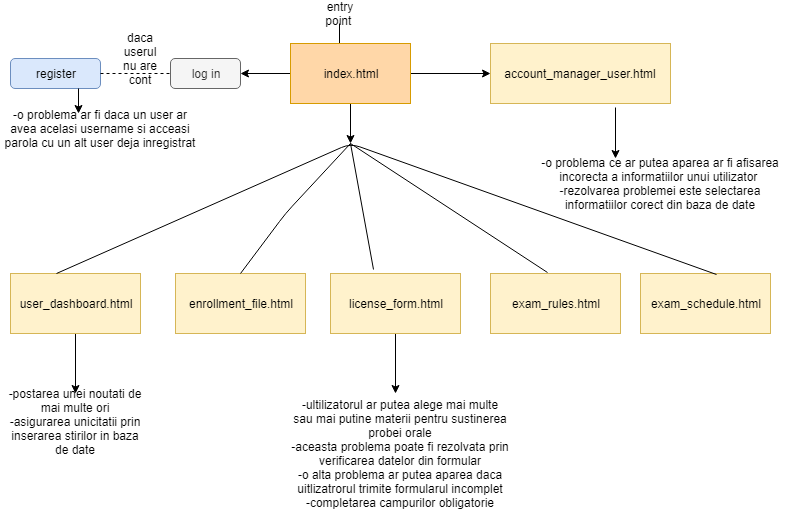 entry
point
daca
userul
nu are
cont
register
log in
index.html
account_manager_user.html
-o problema ar fi daca un user ar
avea acelasi username si acceasi
parola cu un alt user deja inregistrat
-o problema ce ar putea aparea ar fi afisarea
incorecta a informatiilor unui utilizator
-rezolvarea problemei este selectarea
informatiilor corect din baza de date
user_dashboard.html
enrollment_file.html
license_form.html
exam_rules.html
exam_schedule.html
-postarea unei noutati de
mai multe ori
-asigurarea unicitatii prin
inserarea stirilor in baza
de date
-ultilizatorul ar putea alege mai multe
sau mai putine materii pentru sustinerea
probei orale
-aceasta problema poate fi rezolvata prin
verificarea datelor din formular
-o alta problema ar putea aparea daca
uitlizatrorul trimite formularul incomplet
-completarea campurilor obligatorie